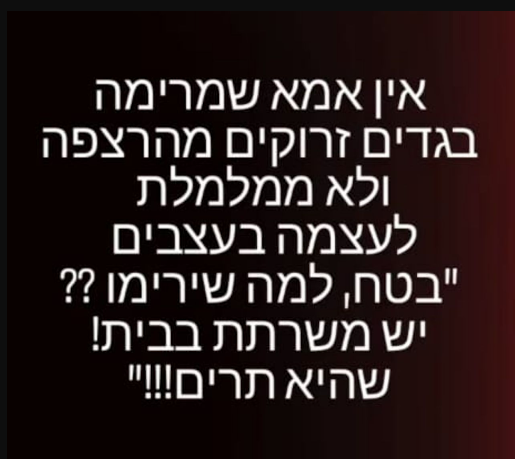 אין אמא שמרימה
בגדים זרוקים מהרצפה
ולא ממלמלת
לעצמה בעצבים
"בטח, למה שירימו ??
יש משרתת בבית!
שהיא תרים!!!"